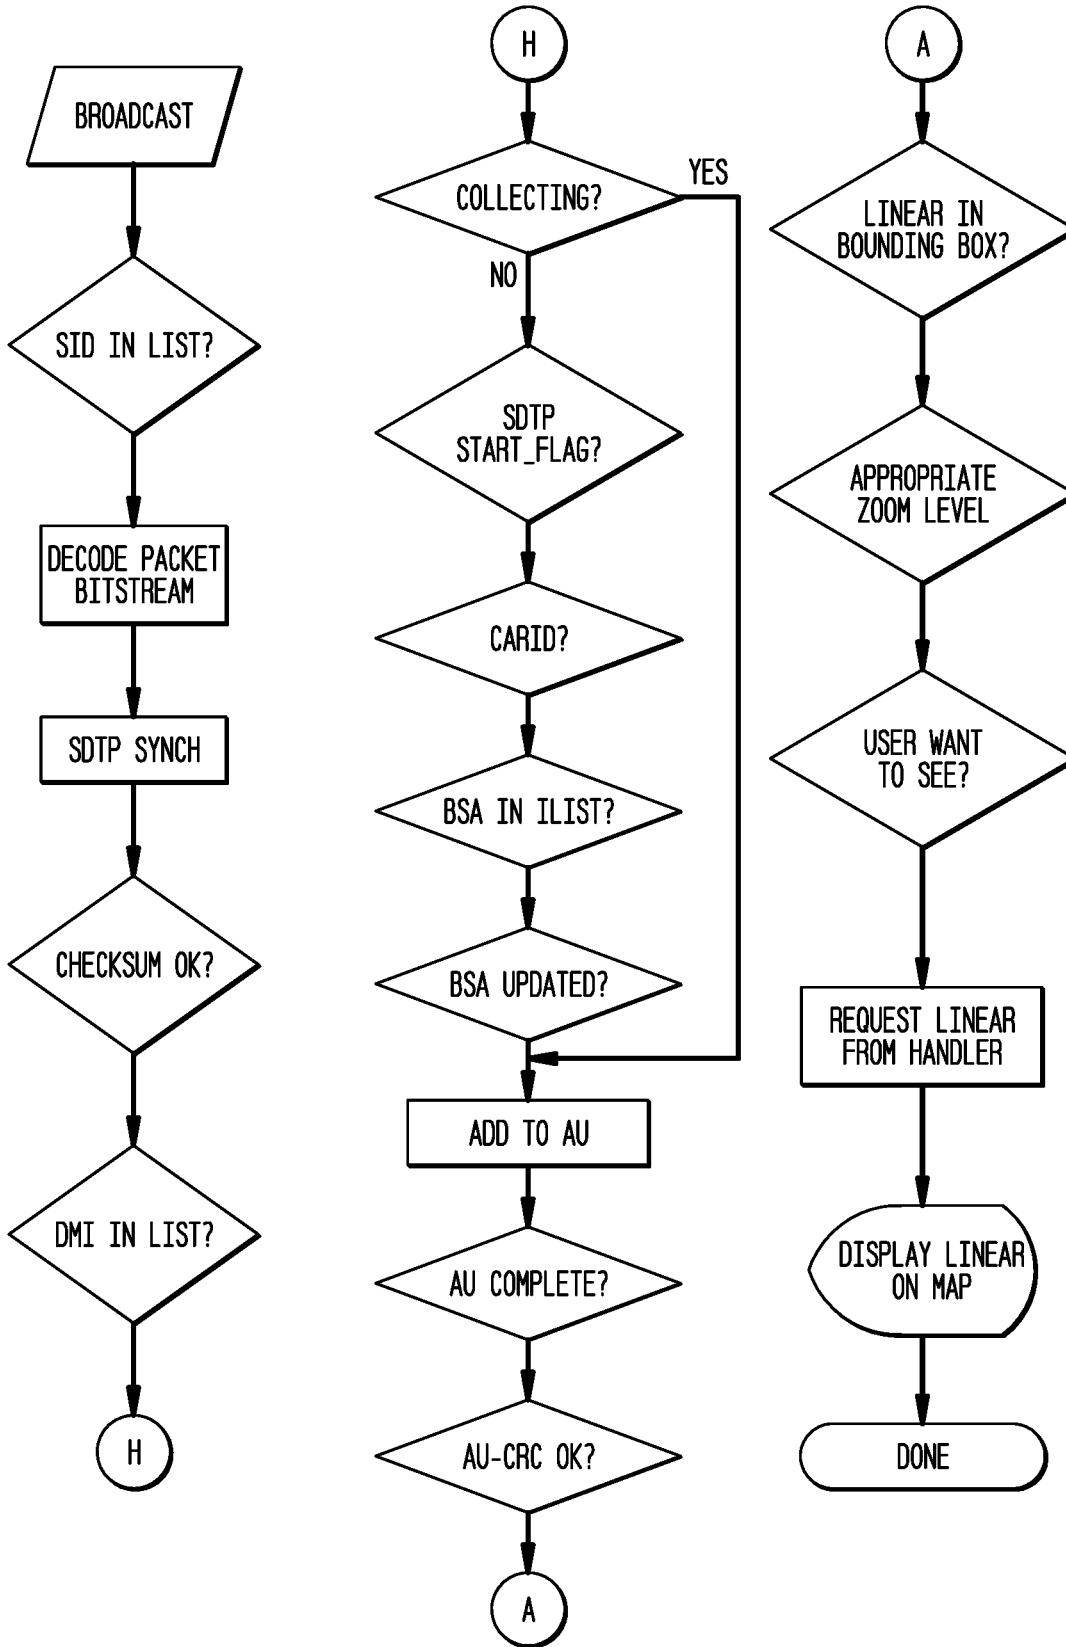 BROADCAST
SID IN LIST?
DECODE PACKET
BITSTREAM
SDTP SYNCH
CHECKSUM OK?
DMI IN LIST?
H
H
COLLECTING?
YES
NO
SDTP
START_FLAG?
CARID?
BSA IN ILIST?
BSA UPDATED?
ADD TO AU
AU COMPLETE?
AU-CRC OK?
A
A
LINEAR IN
BOUNDING BOX?
APPROPRIATE
ZOOM LEVEL
USER WANT
TO SEE?
REQUEST LINEAR
FROM HANDLER
DISPLAY LINEAR
ON MAP
DONE